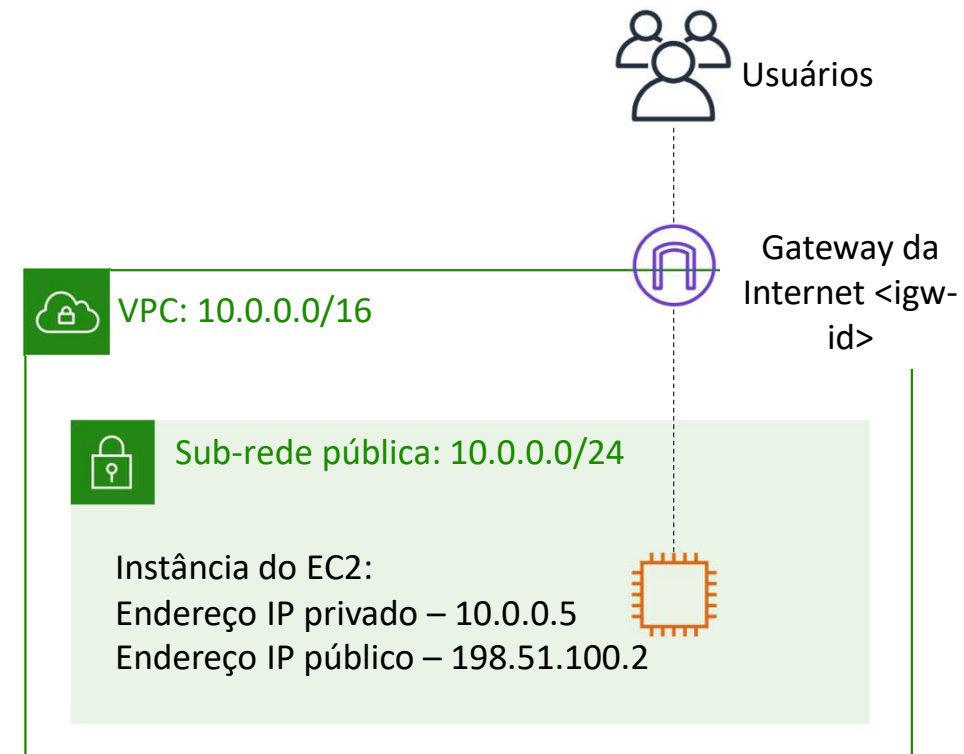 Usuários
Gateway da
Internet <igw-
id>
VPC: 10.0.0.0/16
Sub-rede pública: 10.0.0.0/24
Instância do EC2:
Endereço IP privado – 10.0.0.5
Endereço IP público – 198.51.100.2